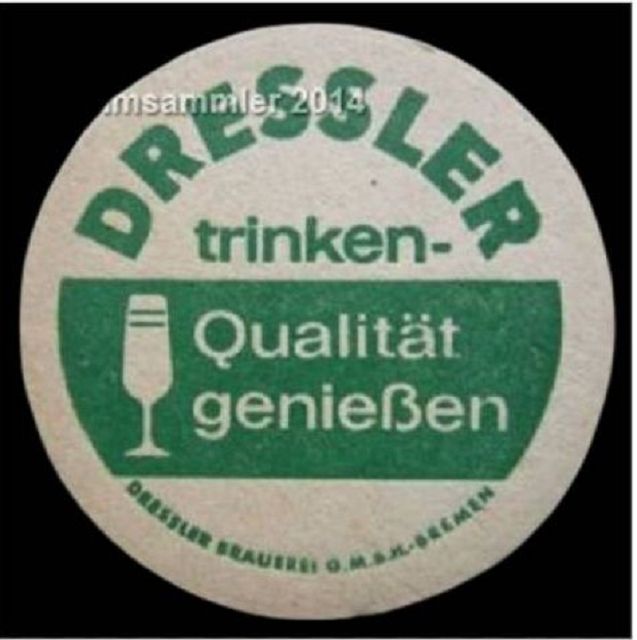 msammler 2014
DRESSLER
trinken-
Qualität
genießen
DRESSLER BRAUEREI G.M.B.H.-BREMEN